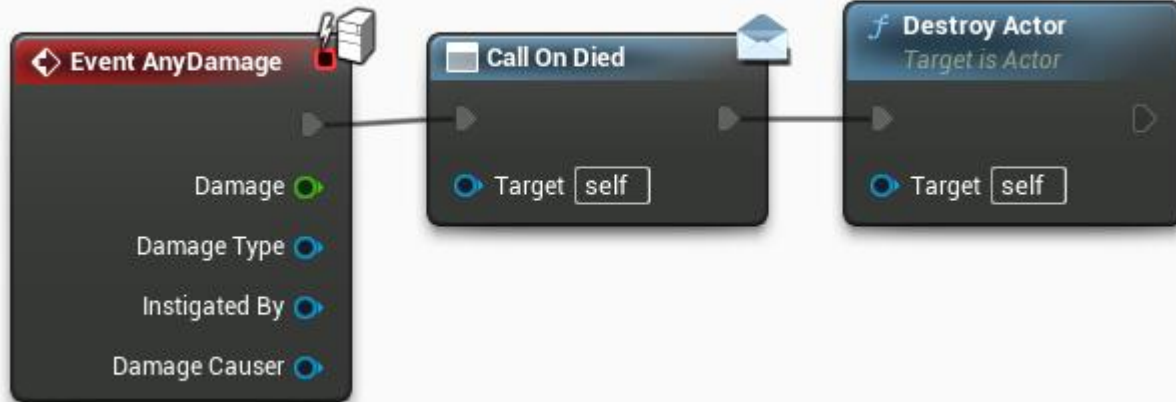 Event AnyDamage
Damage
Damage Type
Instigated By
Damage Causer
Call On Died
Target self
f Destroy Actor
Target is Actor
Target self